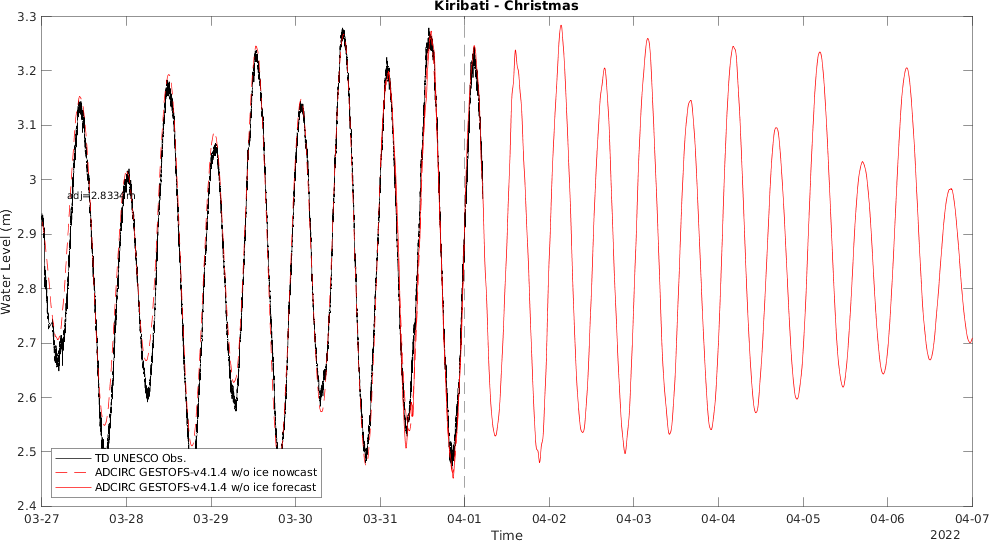 Kiribati - Christmas
3.3
3.2
3.1
3
2.9
2.8
2.7
2.6
2.5
2.4
Water Level (m)
adj=2.8334m
TD UNESCO Obs.
ADCIRC GESTOFS-v4.1.4 w/o ice nowcast
ADCIRC GESTOFS-v4.1.4 w/o ice forecast
03-27 03-28 03-29 03-30 03-31 04-01 04-02 04-03 04-04 04-05 04-06 04-07
Time
2022